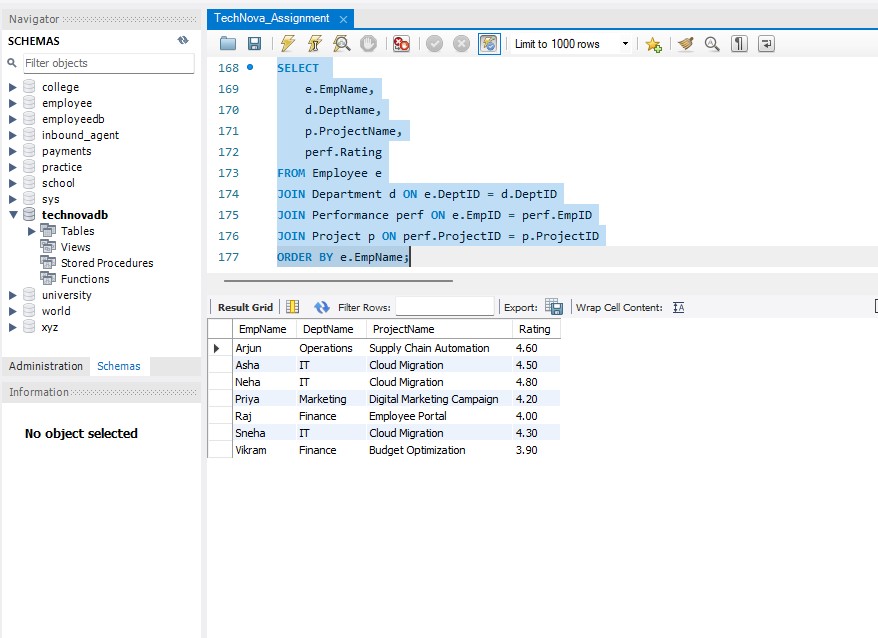 Navigator
SCHEMAS
Filter objects
college
employee
employeedb
inbound_agent
payments
practice
school
sys
technovadb
Tables
Views
Stored Procedures
Functions
university
world
xyz
Administration Schemas
Information
No object selected
TechNova_Assignment
Limit to 1000 rows
168 SELECT
169 e.EmpName,
170 d.DeptName,
171 p.ProjectName,
172 perf.Rating
173 FROM Employee e
174 JOIN Department d ON e.DeptID = d.DeptID
175 JOIN Performance perf ON e.EmpID = perf.EmpID
176 JOIN Project p ON perf.ProjectID = p.ProjectID
177 ORDER BY e.EmpName;
Result Grid Filter Rows: Export: Wrap Cell Content: IA
EmpName DeptName ProjectName Rating
Arjun Operations Supply Chain Automation 4.60
Asha IT Cloud Migration 4.50
Neha IT Cloud Migration 4.80
Priya Marketing Digital Marketing Campaign 4.20
Raj Finance Employee Portal 4.00
Sneha IT Cloud Migration 4.30
Vikram Finance Budget Optimization 3.90